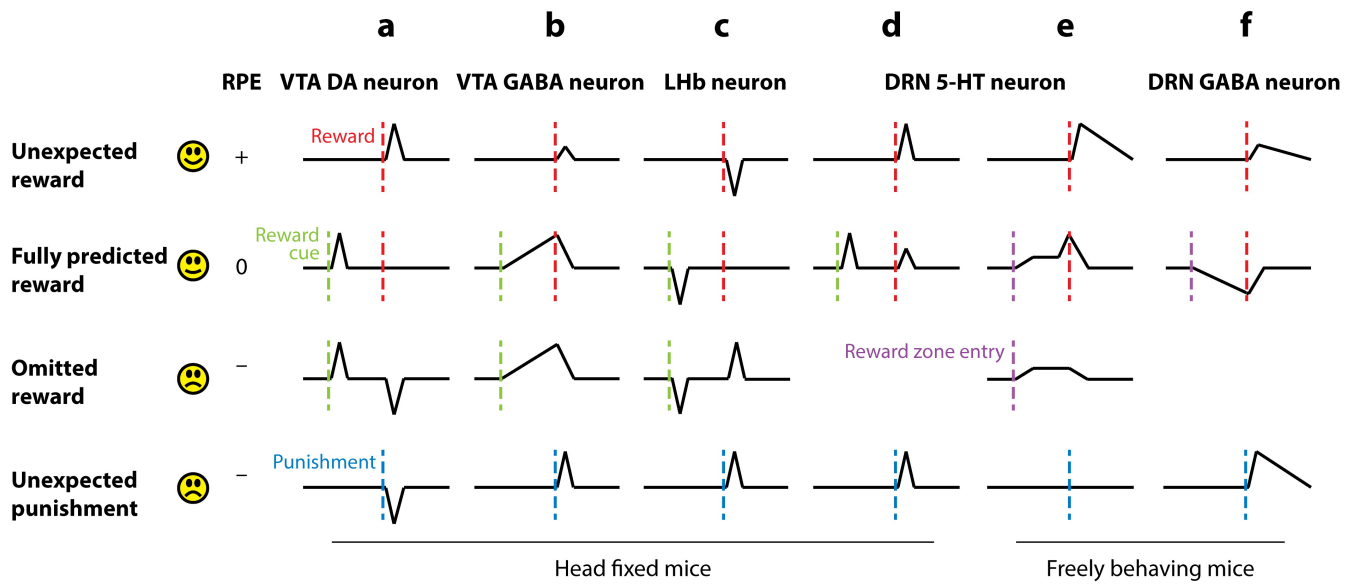 a b c d e f
RPE VTA DA neuron VTA GABA neuron LHb neuron DRN 5-HT neuron DRN GABA neuron
Unexpected
reward
+
Reward
Fully predicted
reward
0
Reward
cue
Omitted
reward
–
Reward zone entry
Unexpected
punishment
–
Punishment
Head fixed mice
Freely behaving mice